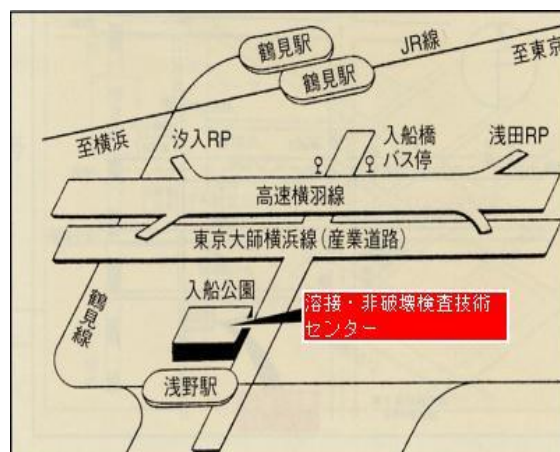 鶴見駅
JR線
鶴見駅
至東京
至横浜
汐入RP
入船橋
バス停
浅田RP
高速横羽線
東京大師横浜線(産業道路)
鶴見線
入船公園
溶接・非破壊検査技術
センター
浅野駅